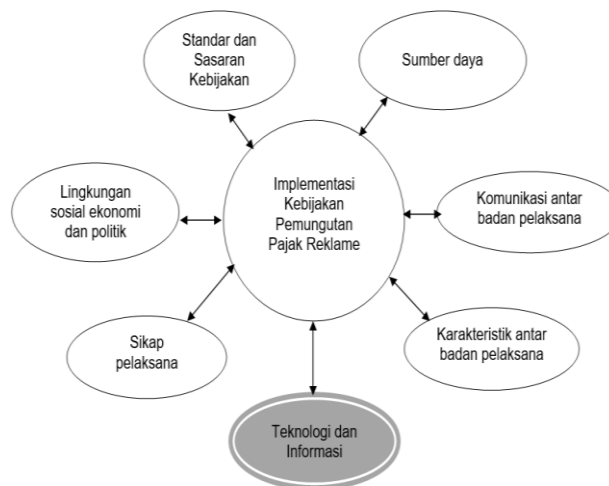 Standar dan
Sasaran
Kebijakan
Sumber daya
Lingkungan
sosial ekonomi
dan politik
Implementasi
Kebijakan
Pemungutan
Pajak Reklame
Komunikasi antar
badan pelaksana
Sikap
pelaksana
Karakteristik antar
badan pelaksana
Teknologi dan
Informasi